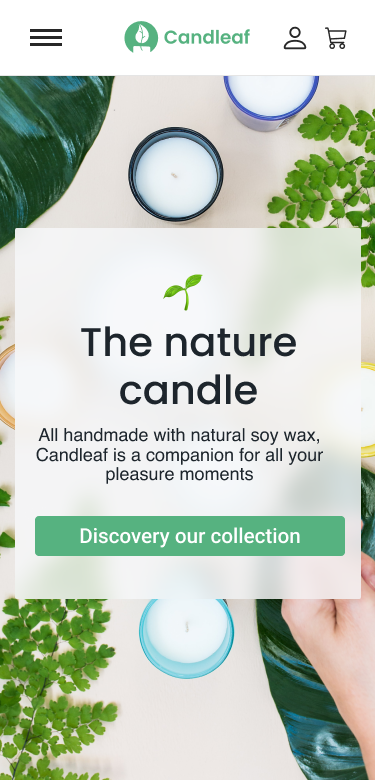 Candleaf
The nature
candle
All handmade with natural soy wax,
Candleaf is a companion for all your
pleasure moments
Discovery our collection